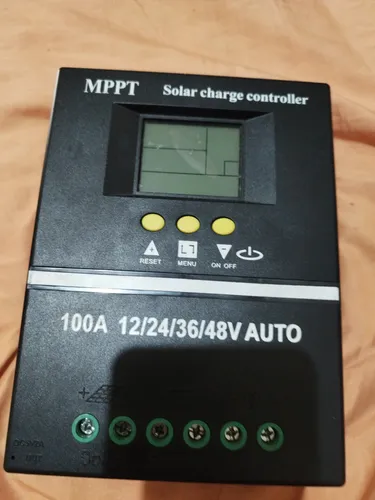 MPPT Solar charge controller
RESET MENU ON OFF
100A 12/24/36/48V AUTO